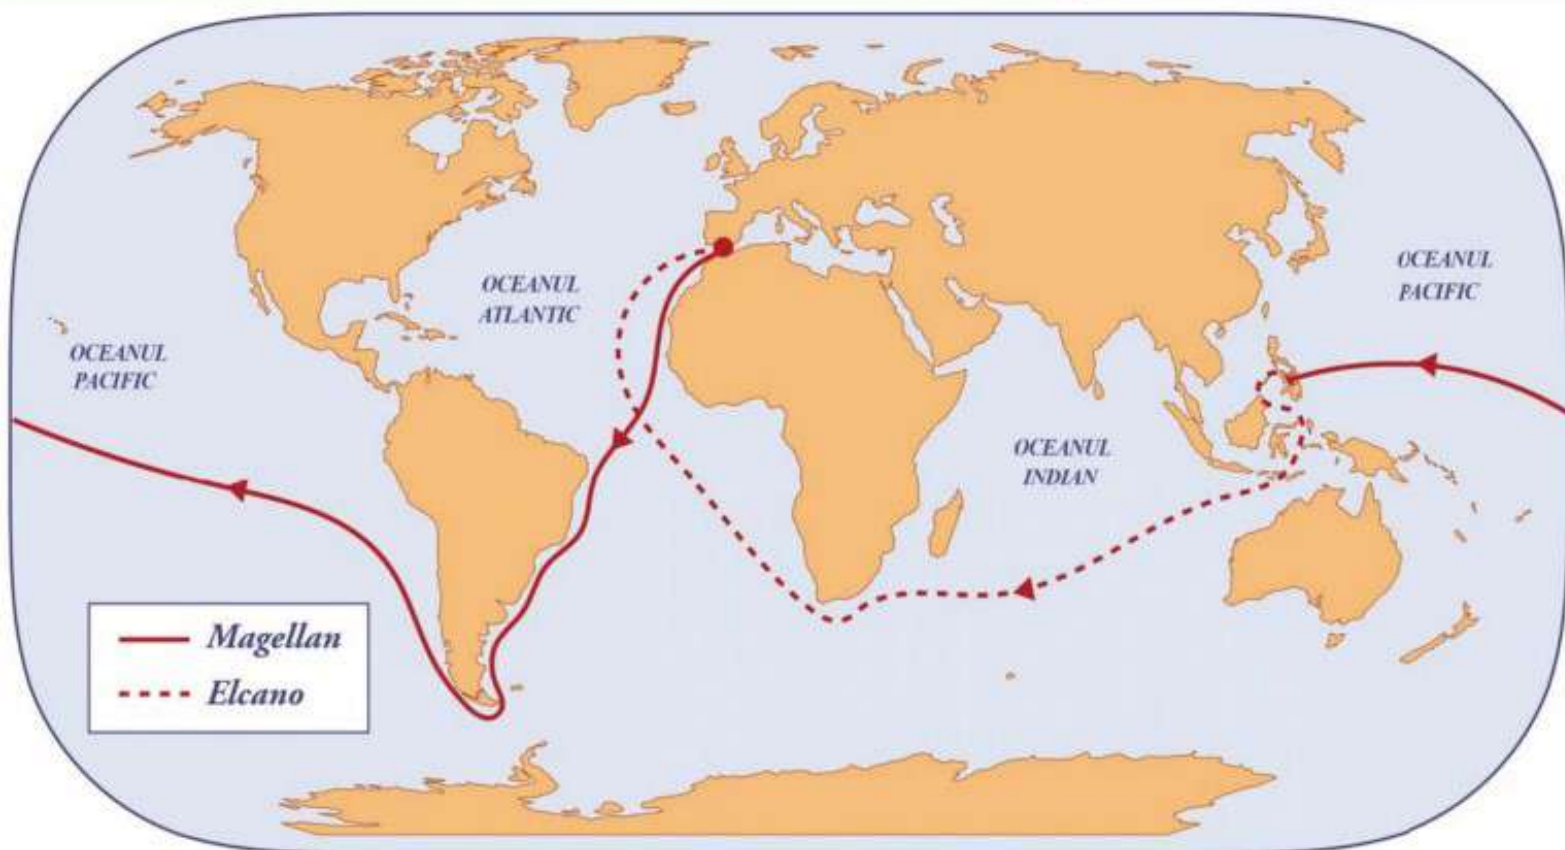 OCEANUL
ATLANTIC
OCEANUL
PACIFIC
OCEANUL
PACIFIC
OCEANUL
INDIAN
Magellan
Elcano